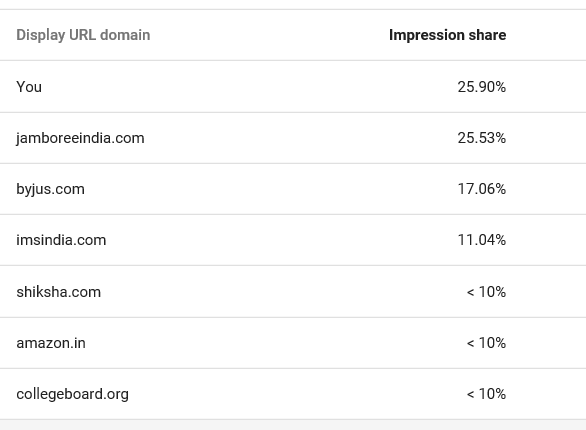 Display URL domain Impression share
You 25.90%
jamboreeindia.com 25.53%
byjus.com 17.06%
imsindia.com 11.04%
shiksha.com < 10%
amazon.in < 10%
collegeboard.org < 10%